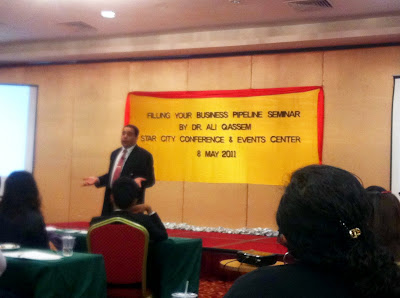 FILLING YOUR BUSINESS PIPELINE SEMINAR
BY DR. ALI QASSEM
STAR CITY CONFERENCE & EVENTS CENTER
8 MAY 2011